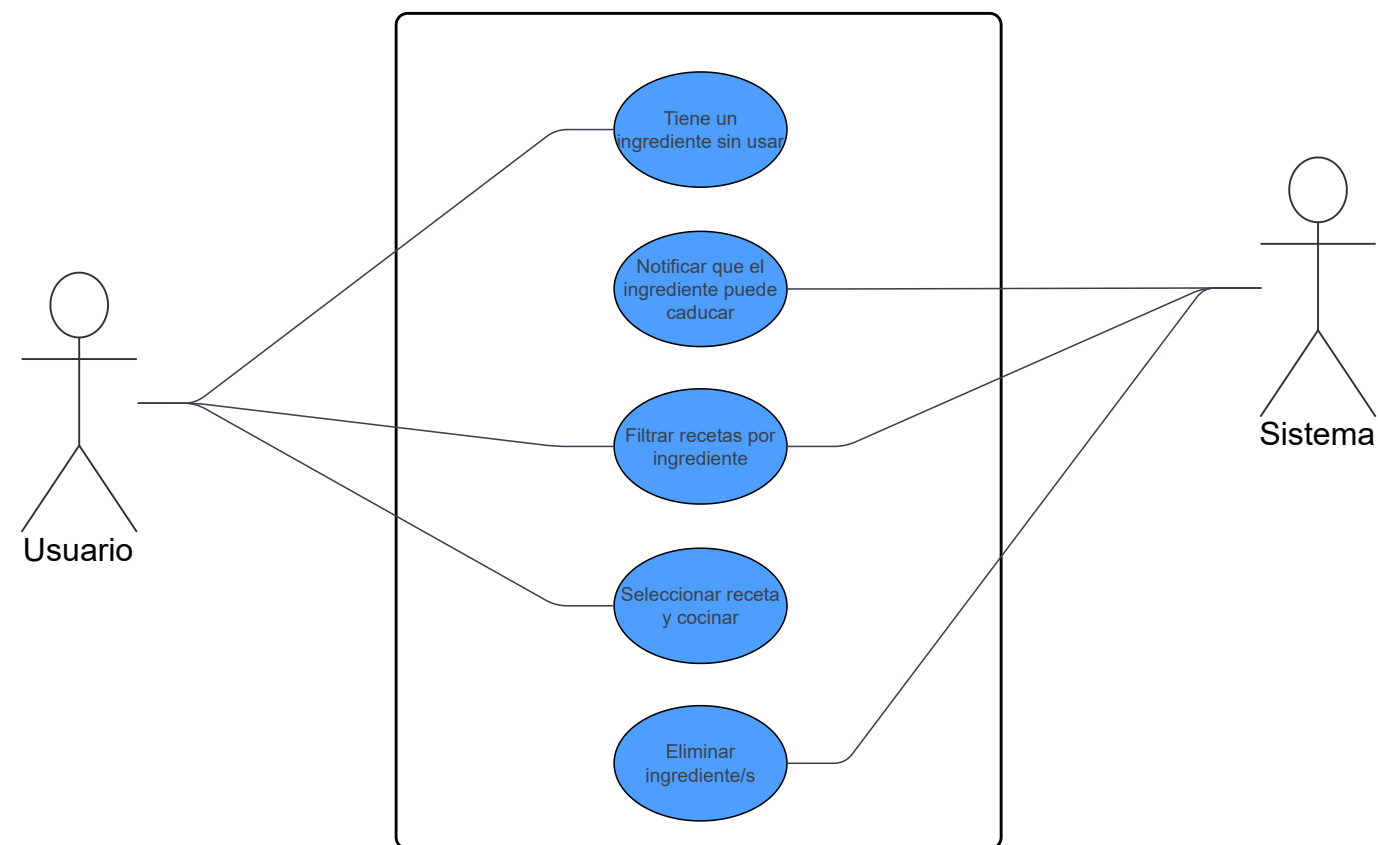 Tiene un
ingrediente sin usar
Notificar que el
ingrediente puede
caducar
Filtrar recetas por
ingrediente
Sistema
Usuario
Seleccionar receta
y cocinar
Eliminar
ingrediente/s